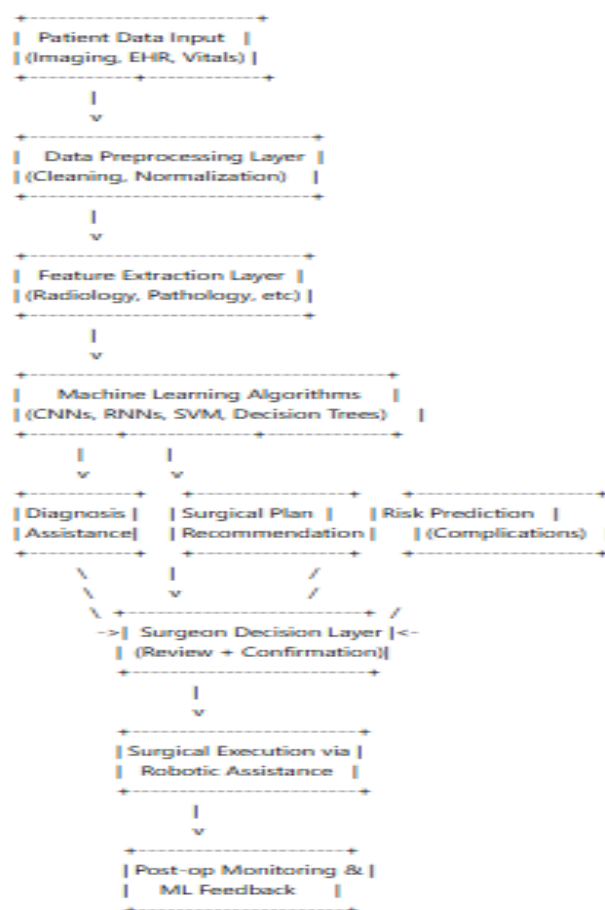 Patient Data Input
(Imaging, EHR, Vitals)
Data Preprocessing Layer
(Cleaning, Normalization)
Feature Extraction Layer
(Radiology, Pathology, etc)
Machine Learning Algorithms
(CNNs, RNNs, SVM, Decision Trees)
v v
Diagnosis
Assistance
Surgical Plan
Recommendation
Risk Prediction
(Complications)
Surgeon Decision Layer
(Review + Confirmation)
Surgical Execution via
Robotic Assistance
Post-op Monitoring &
ML Feedback